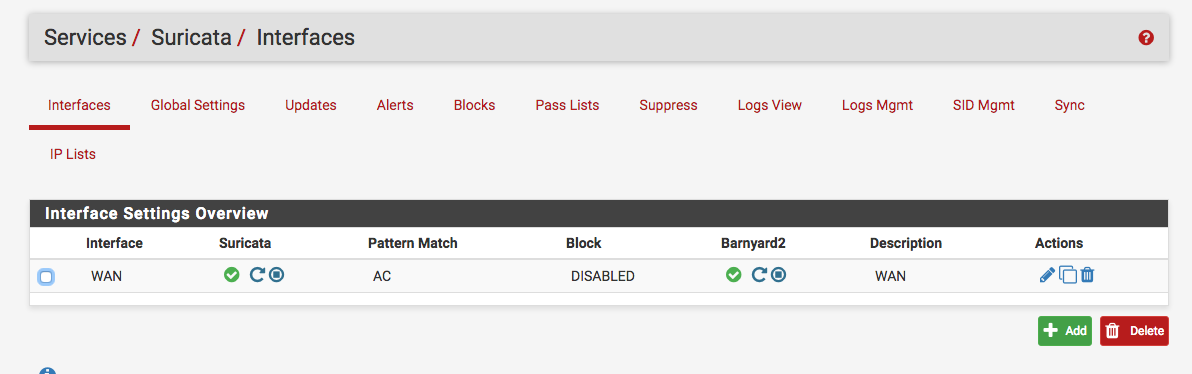 Services / Suricata / Interfaces
Interfaces Global Settings Updates Alerts Blocks Pass Lists Suppress Logs View Logs Mgmt SID Mgmt Sync
IP Lists
Interface Settings Overview
Interface Suricata Pattern Match Block Barnyard2 Description Actions
WAN AC DISABLED WAN
Add Delete